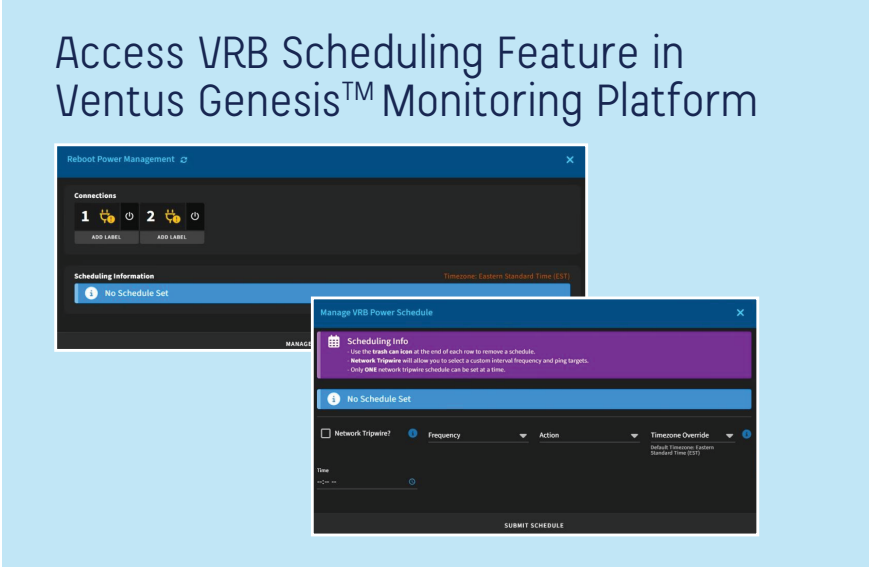 Access VRB Scheduling Feature in
Ventus Genesis™ Monitoring Platform
Reboot Power Management
Connections
1 2
ADD LABEL ADD LABEL
Scheduling Information Timezone: Eastern Standard Time (EST)
No Schedule Set
MANAGE
Manage VRB Power Schedule
Scheduling Info
- Use the trash can icon at the end of each row to remove a schedule.
- Network Tripwire will allow you to select a custom interval frequency and ping targets.
- Only ONE network tripwire schedule can be set at a time.
No Schedule Set
Network Tripwire? Frequency Action Timezone Override
Default Timezone: Eastern
Standard Time (EST)
Time
--:-- --
SUBMIT SCHEDULE